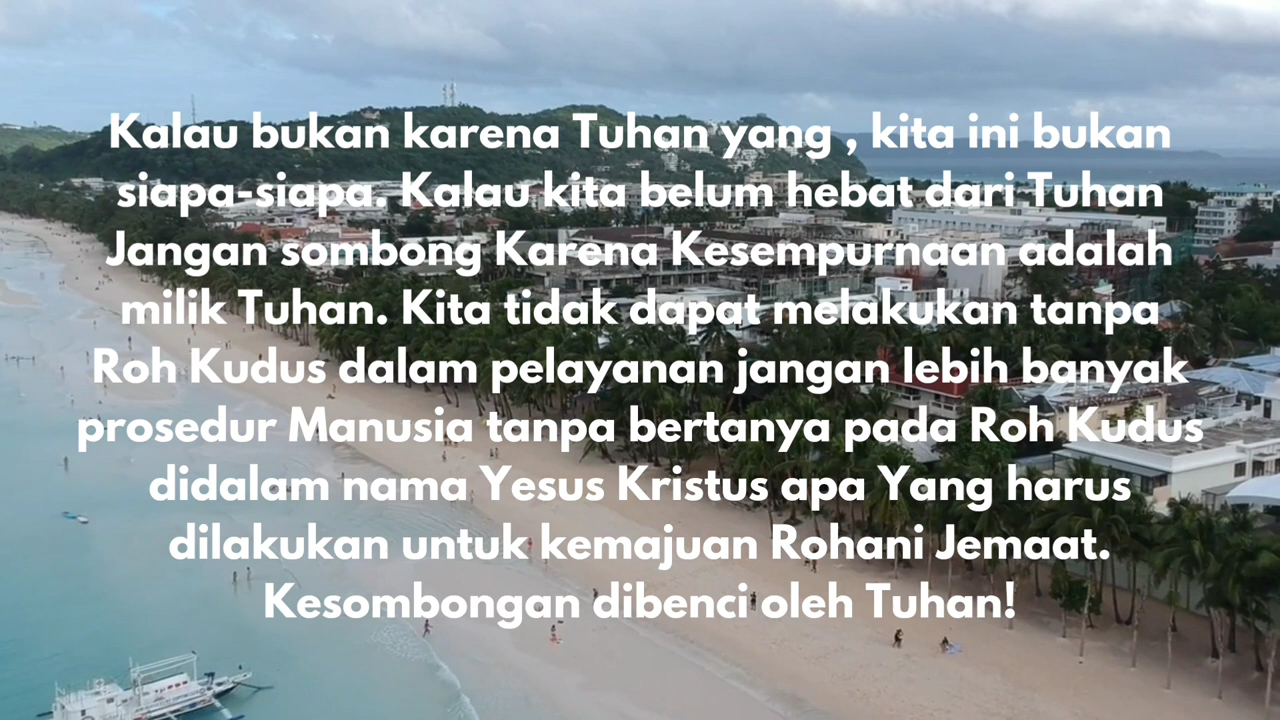 Kalau bukan karena Tuhan yang , kita ini bukan
siapa-siapa. Kalau kita belum hebat dari Tuhan
Jangan sombong Karena Kesempurnaan adalah
milik Tuhan. Kita tidak dapat melakukan tanpa
Roh Kudus dalam pelayanan jangan lebih banyak
prosedur Manusia tanpa bertanya pada Roh Kudus
didalam nama Yesus Kristus apa Yang harus
dilakukan untuk kemajuan Rohani Jemaat.
Kesombongan dibenci oleh Tuhan!